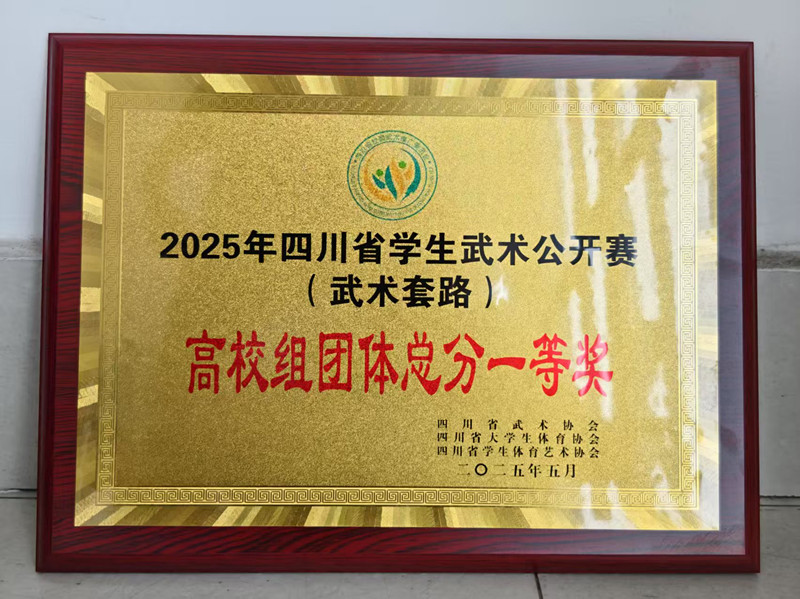 2025年四川省学生武术公开赛
（武术套路）
高校组团体总分一等奖
四川省武术协会
四川省大学生体育协会
四川省学生体育艺术协会
二〇二五年五月